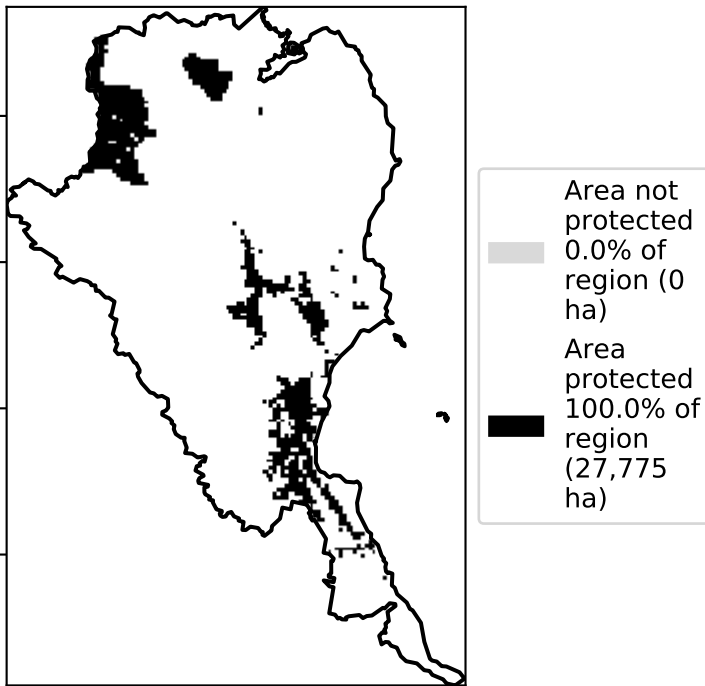 Area not
protected
0.0% of
region (0
ha)
Area
protected
100.0% of
region
(27,775
ha)